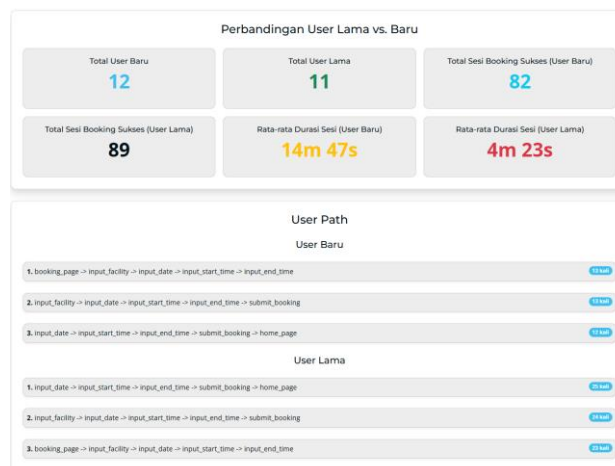 Perbandingan User Lama vs. Baru
Total User Baru
12
Total User Lama
11
Total Sesi Booking Sukses (User Baru)
82
Total Sesi Booking Sukses (User Lama)
89
Rata-rata Durasi Sesi (User Baru)
14m 47s
Rata-rata Durasi Sesi (User Lama)
4m 23s
User Path
User Baru
1. booking_page -> input_facility -> input_date -> input_start_time -> input_end_time
13 kali
2. input_facility -> input_date -> input_start_time -> input_end_time -> submit_booking
13 kali
3. input_date -> input_start_time -> input_end_time -> submit_booking -> home_page
12 kali
User Lama
1. input_date -> input_start_time -> input_end_time -> submit_booking -> home_page
25 kali
2. input_facility -> input_date -> input_start_time -> input_end_time -> submit_booking
24 kali
3. booking_page -> input_facility -> input_date -> input_start_time -> input_end_time
23 kali